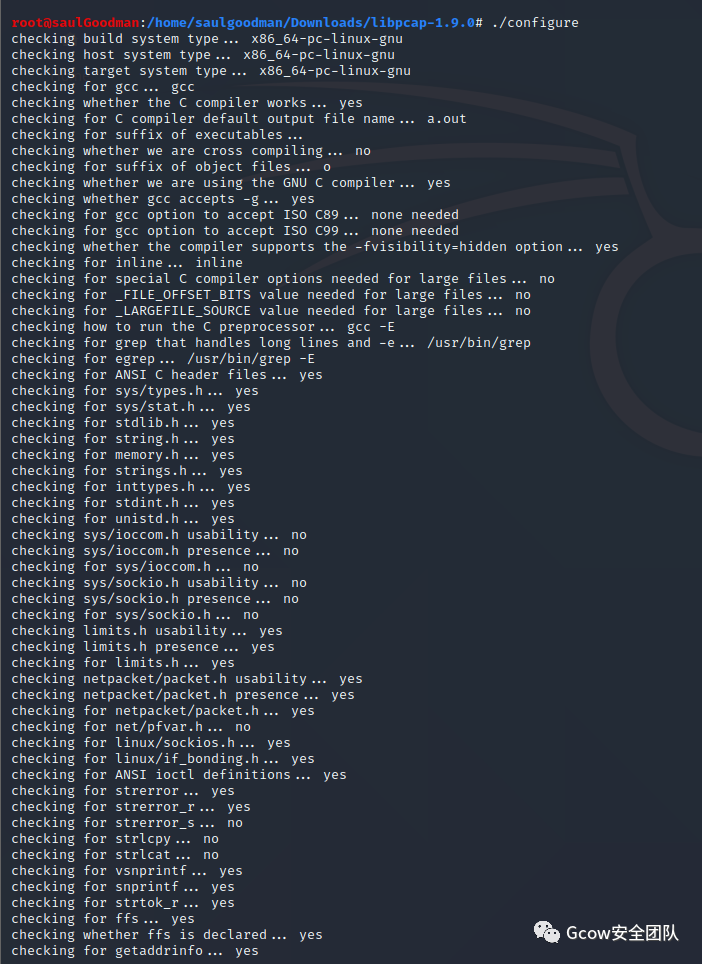 root@saulGoodman:/home/saulgoodman/Downloads/libpcap-1.9.0# ./configure
checking build system type... x86_64-pc-linux-gnu
checking host system type... x86_64-pc-linux-gnu
checking target system type... x86_64-pc-linux-gnu
checking for gcc... gcc
checking whether the C compiler works... yes
checking for C compiler default output file name... a.out
checking for suffix of executables...
checking whether we are cross compiling... no
checking for suffix of object files... o
checking whether we are using the GNU C compiler... yes
checking whether gcc accepts -g... yes
checking for gcc option to accept ISO C89... none needed
checking for gcc option to accept ISO C99... none needed
checking whether the compiler supports the -fvisibility=hidden option... yes
checking for inline... inline
checking for special C compiler options needed for large files... no
checking for _FILE_OFFSET_BITS value needed for large files... no
checking for _LARGEFILE_SOURCE value needed for large files... no
checking how to run the C preprocessor... gcc -E
checking for grep that handles long lines and -e... /usr/bin/grep
checking for egrep... /usr/bin/grep -E
checking for ANSI C header files... yes
checking for sys/types.h... yes
checking for sys/stat.h... yes
checking for stdlib.h... yes
checking for string.h... yes
checking for memory.h... yes
checking for strings.h... yes
checking for inttypes.h... yes
checking for stdint.h... yes
checking for unistd.h... yes
checking sys/ioccom.h usability... no
checking sys/ioccom.h presence... no
checking for sys/ioccom.h... no
checking sys/sockio.h usability... no
checking sys/sockio.h presence... no
checking for sys/sockio.h... no
checking limits.h usability... yes
checking limits.h presence... yes
checking for limits.h... yes
checking netpacket/packet.h usability... yes
checking netpacket/packet.h presence... yes
checking for netpacket/packet.h... yes
checking for net/pfvar.h... no
checking for linux/sockios.h... yes
checking for linux/if_bonding.h... yes
checking for ANSI ioctl definitions... yes
checking for strerror... yes
checking for strerror_r... yes
checking for strerror_s... no
checking for strlcpy... no
checking for strlcat... no
checking for vsnprintf... yes
checking for snprintf... yes
checking for strtok_r... yes
checking for ffs... yes
checking whether ffs is declared... yes
checking for getaddrinfo... yes
Gcow安全团队